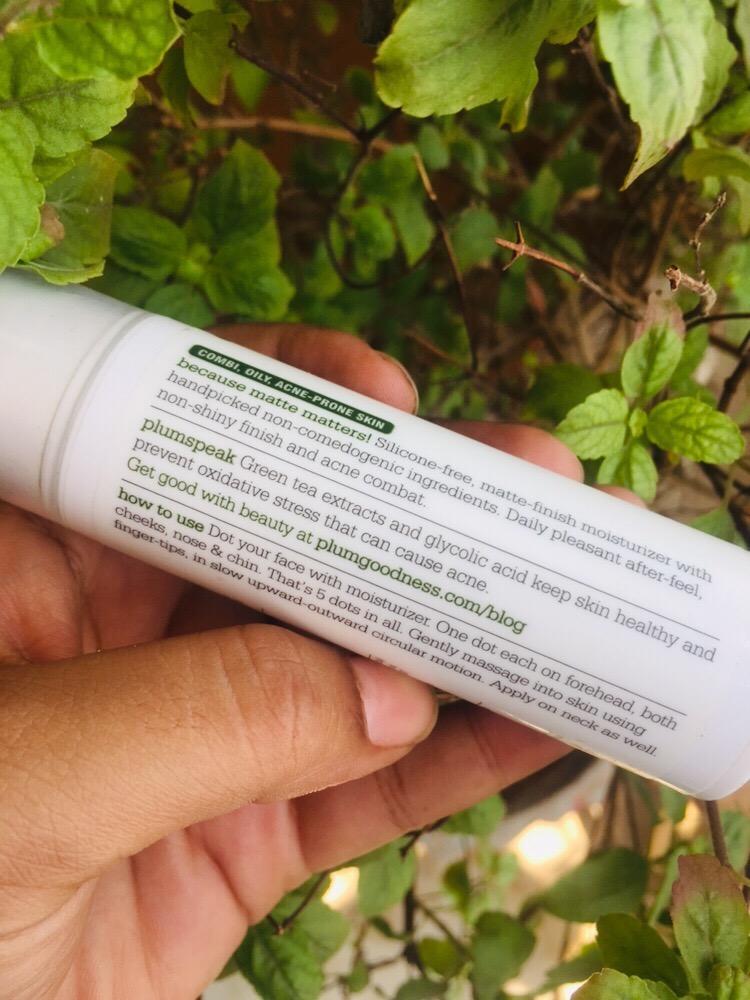 COMBI, OILY, ACNE-PRONE SKIN
because matte matters! Silicone-free, matte-finish moisturizer with
handpicked non-comedogenic ingredients. Daily pleasant after-feel,
non-shiny finish and acne combat.
plumspeak Green tea extracts and glycolic acid keep skin healthy and
prevent oxidative stress that can cause acne.
Get good with beauty at plumgoodness.com/blog
how to use Dot your face with moisturizer. One dot each on forehead, both
cheeks, nose & chin. That's 5 dots in all. Gently massage into skin using
finger-tips, in slow upward-outward circular motion. Apply on neck as well.